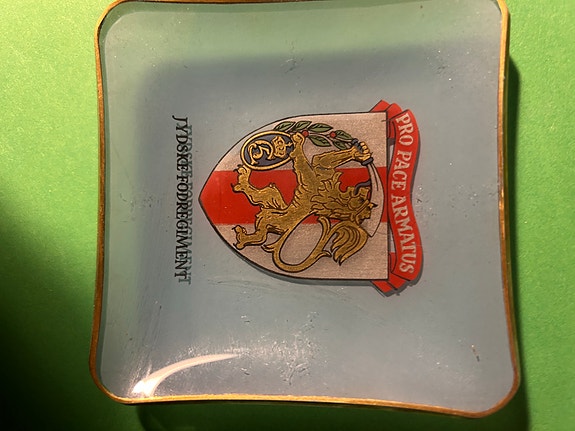 PRO PACE ARMATUS
JYDSKE FODREGIMENT